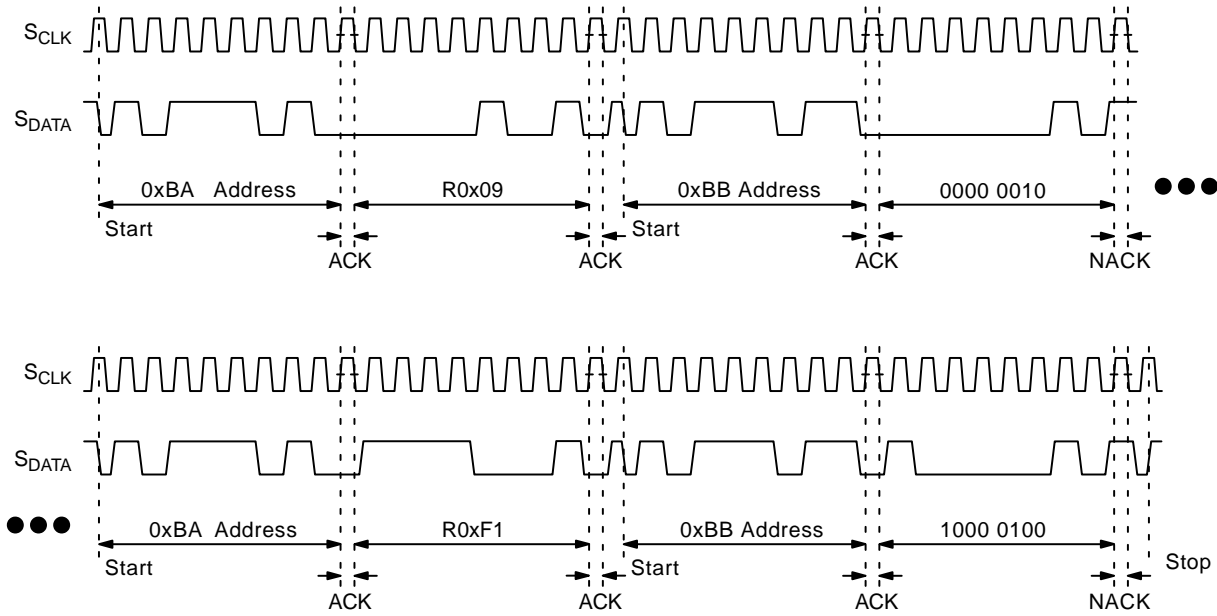 SCLK
SDATA
0xBA Address R0x09 0xBB Address 0000 0010
Start Start
ACK ACK ACK NACK
SCLK
SDATA
0xBA Address R0xF1 0xBB Address 1000 0100
Start Start Stop
ACK ACK ACK NACK